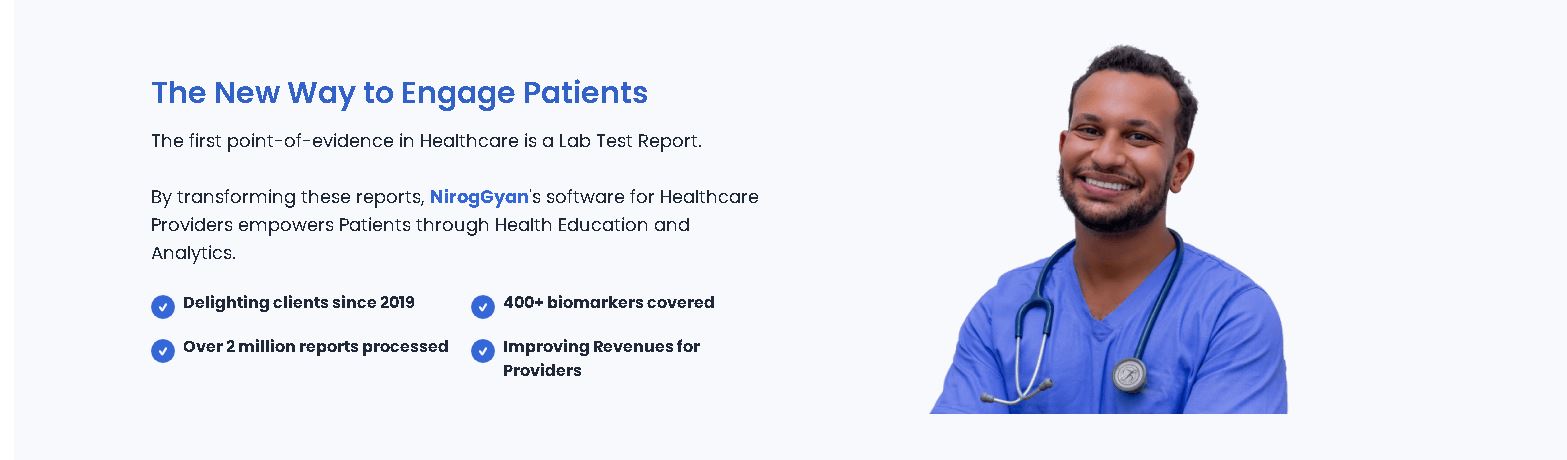 The New Way to Engage Patients
The first point-of-evidence in Healthcare is a Lab Test Report.
By transforming these reports, NirogGyan's software for Healthcare
Providers empowers Patients through Health Education and
Analytics.
Delighting clients since 2019
400+ biomarkers covered
Over 2 million reports processed
Improving Revenues for
Providers